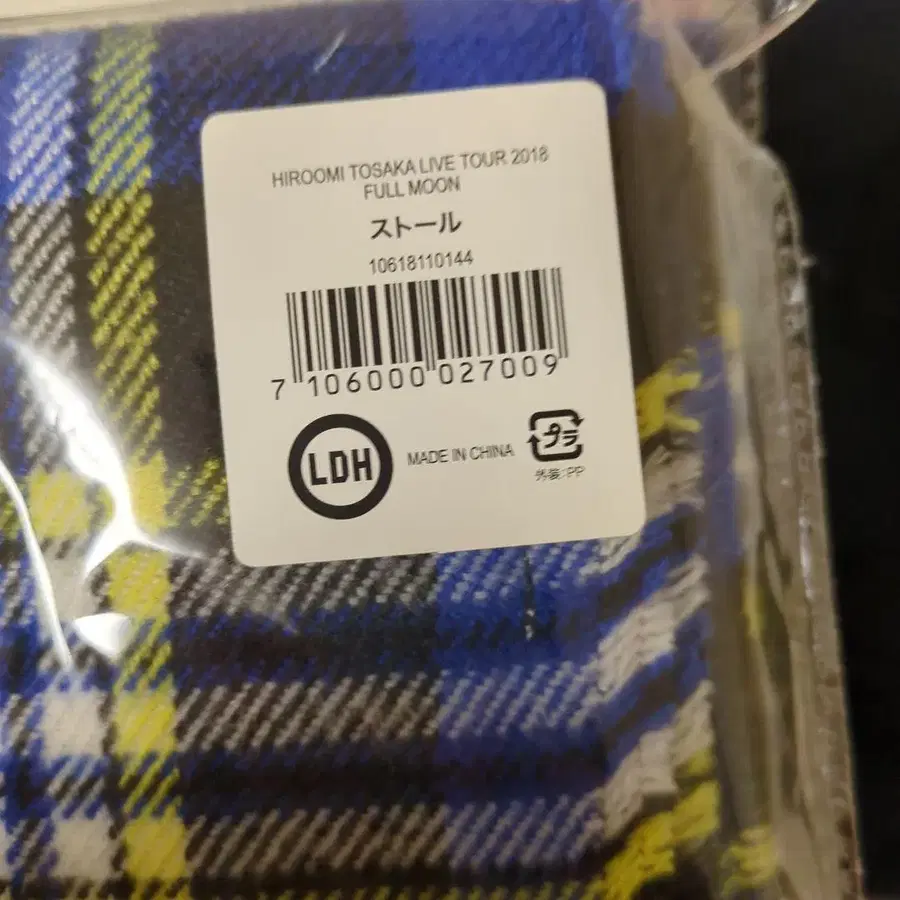 HIROOMI TOSAKA LIVE TOUR 2018
FULL MOON
ストール
10618110144
7 106000 027009
LDH
MADE IN CHINA
プラ
外装:PP